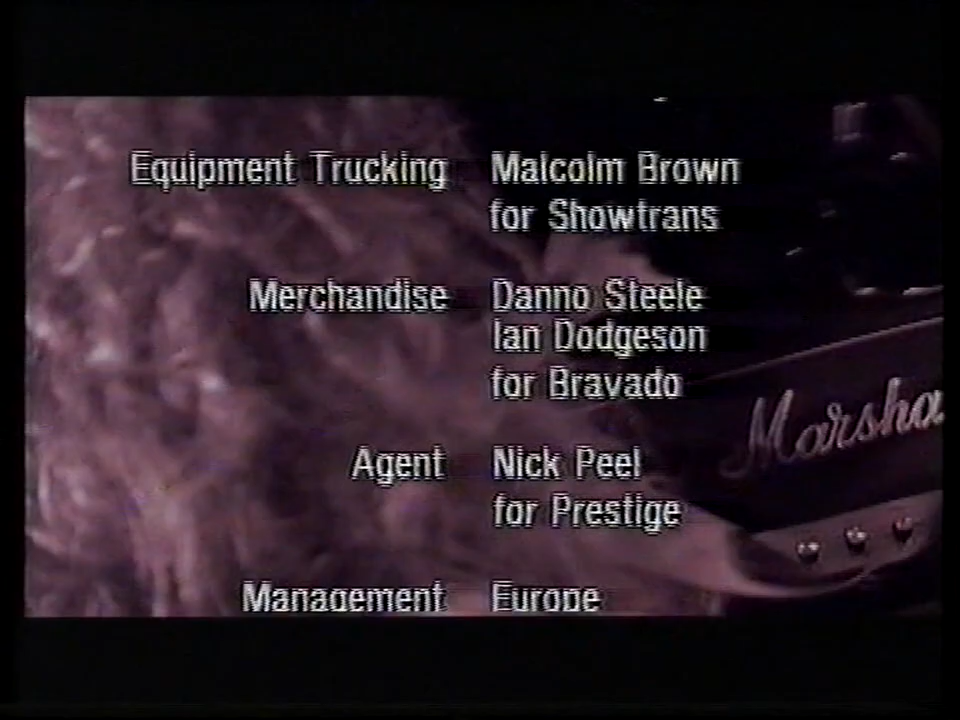 Equipment Trucking Malcolm Brown
for Showtrans
Merchandise Danno Steele
Ian Dodgeson
for Bravado
Agent Nick Peel
for Prestige
Management Europe
Marsha